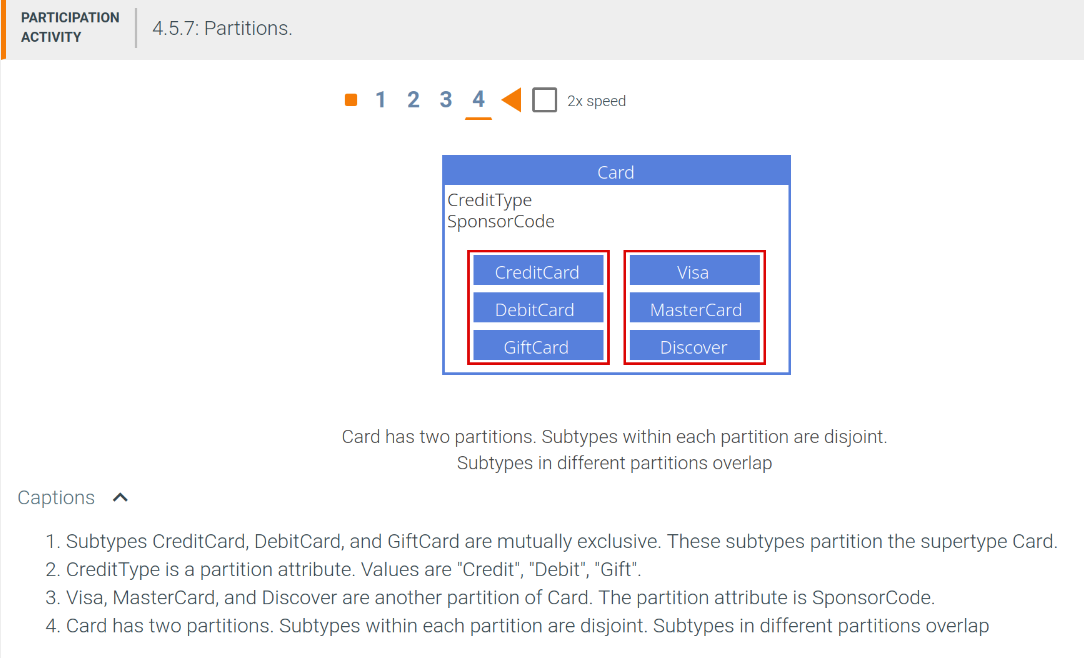 PARTICIPATION
ACTIVITY
4.5.7: Partitions.
1 2 3 4 2x speed
Card
CreditType
SponsorCode
CreditCard Visa
DebitCard MasterCard
GiftCard Discover
Card has two partitions. Subtypes within each partition are disjoint.
Subtypes in different partitions overlap
Captions
1. Subtypes CreditCard, DebitCard, and GiftCard are mutually exclusive. These subtypes partition the supertype Card.
2. CreditType is a partition attribute. Values are "Credit", "Debit", "Gift".
3. Visa, MasterCard, and Discover are another partition of Card. The partition attribute is SponsorCode.
4. Card has two partitions. Subtypes within each partition are disjoint. Subtypes in different partitions overlap